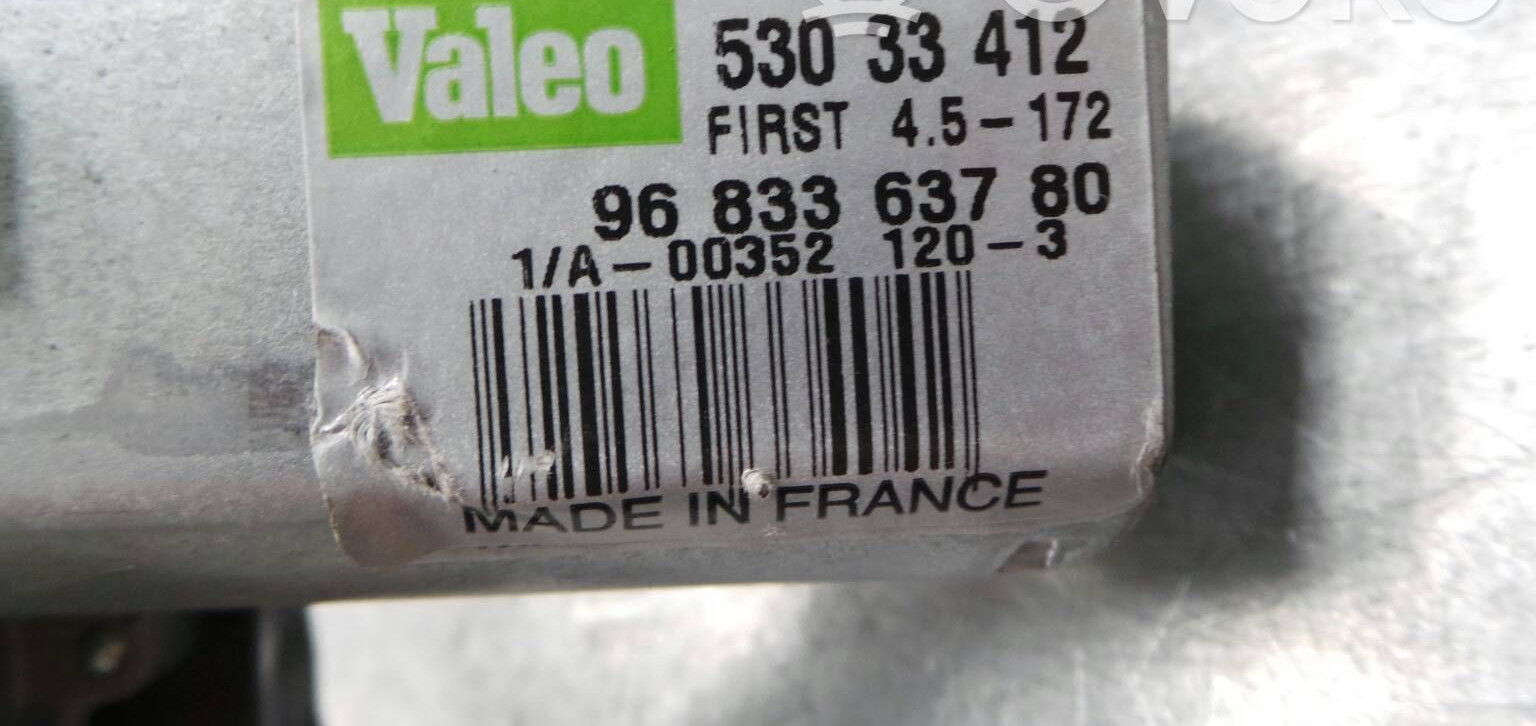 Valeo 530 33 412
FIRST 4.5-172
96 833 637 80
1/A-00352 120-3
MADE IN FRANCE